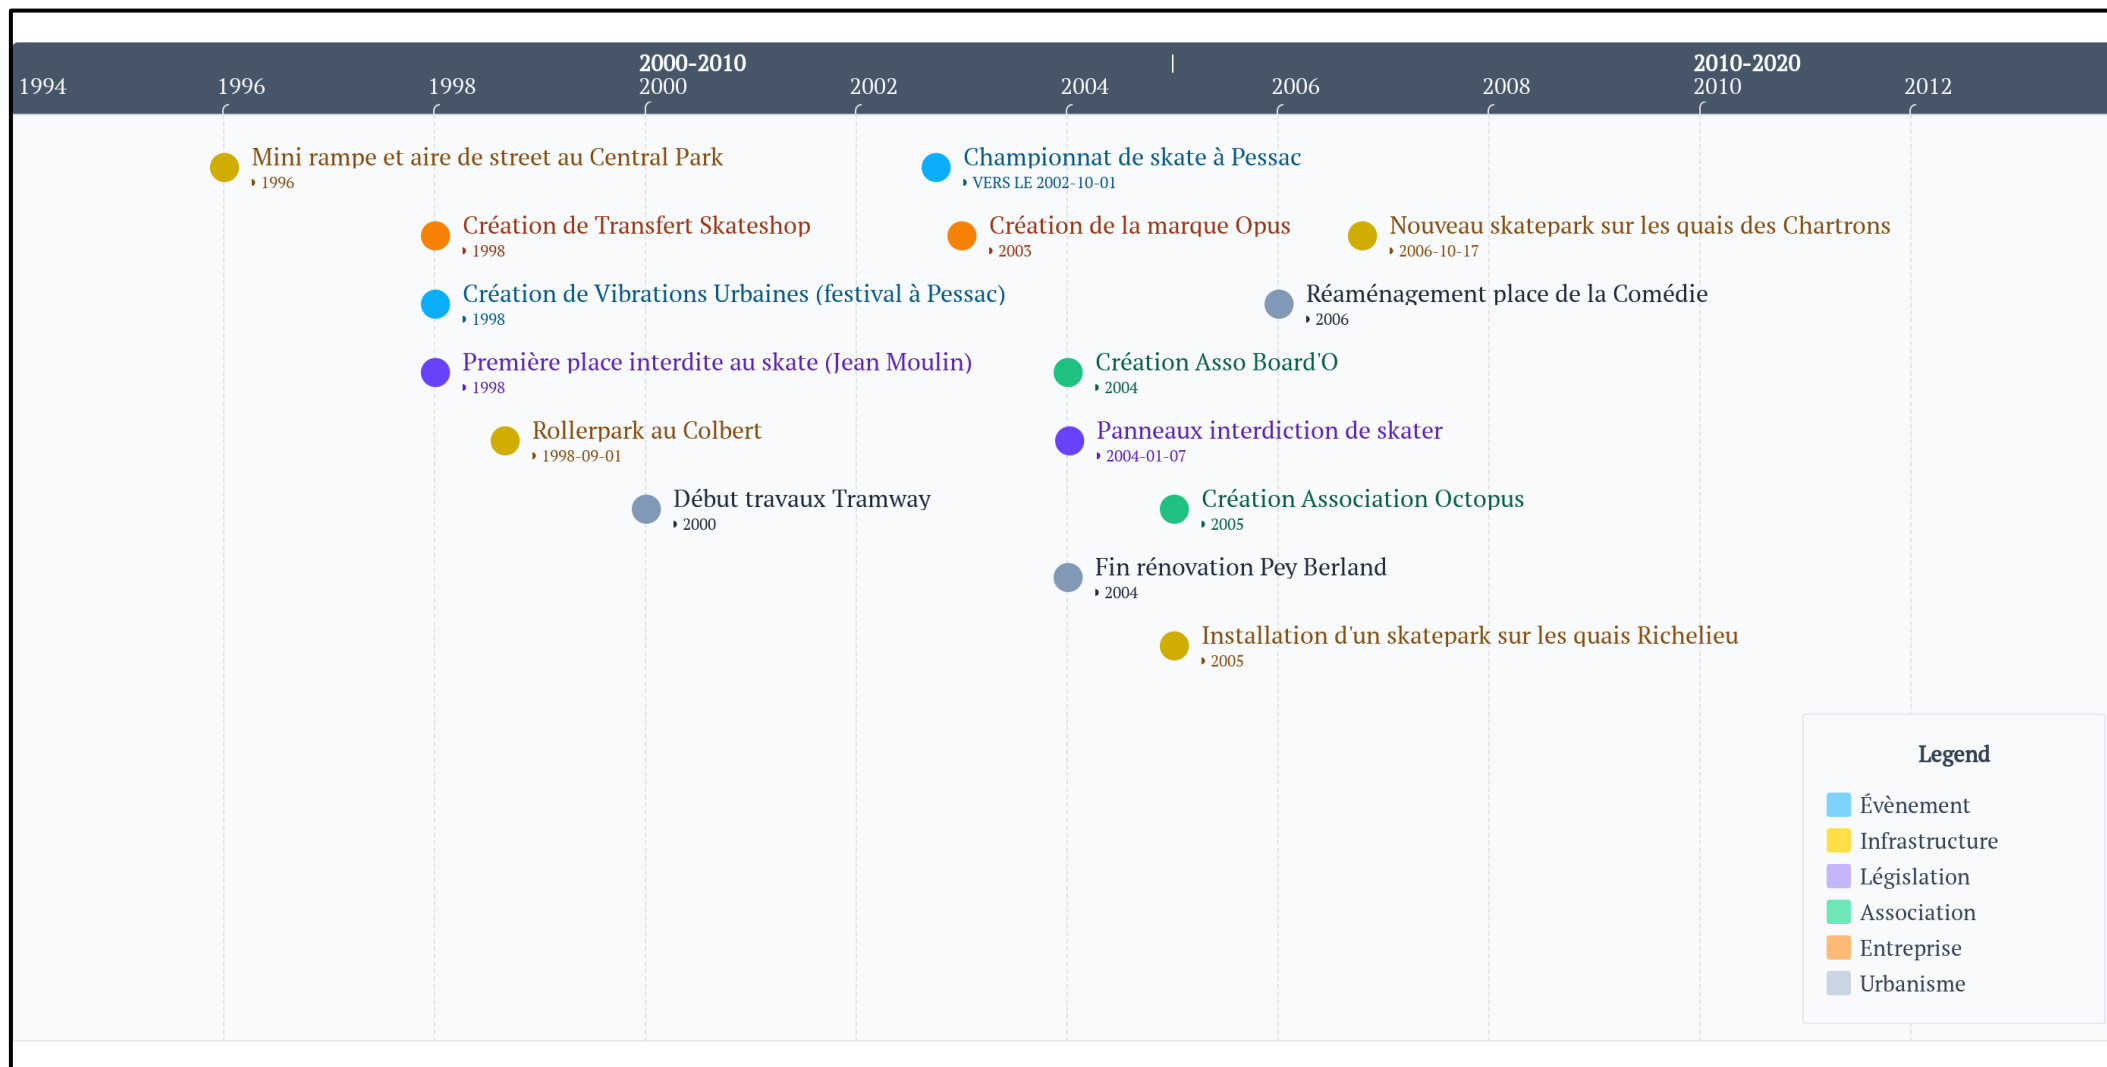 2000-2010
2010-2020
1994
1996
1998
2000
2002
2004
2006
2008
2010
2012
Mini rampe et aire de street au Central Park
1996
Championnat de skate à Pessac
VERS LE 2002-10-01
Création de Transfert Skateshop
1998
Création de la marque Opus
2003
Nouveau skatepark sur les quais des Chartrons
2006-10-17
Création de Vibrations Urbaines (festival à Pessac)
1998
Réaménagement place de la Comédie
2006
Première place interdite au skate (Jean Moulin)
1998
Création Asso Board'O
2004
Rollerpark au Colbert
1998-09-01
Panneaux interdiction de skater
2004-01-07
Début travaux Tramway
2000
Création Association Octopus
2005
Fin rénovation Pey Berland
2004
Installation d'un skatepark sur les quais Richelieu
2005
Legend
Évènement
Infrastructure
Législation
Association
Entreprise
Urbanisme